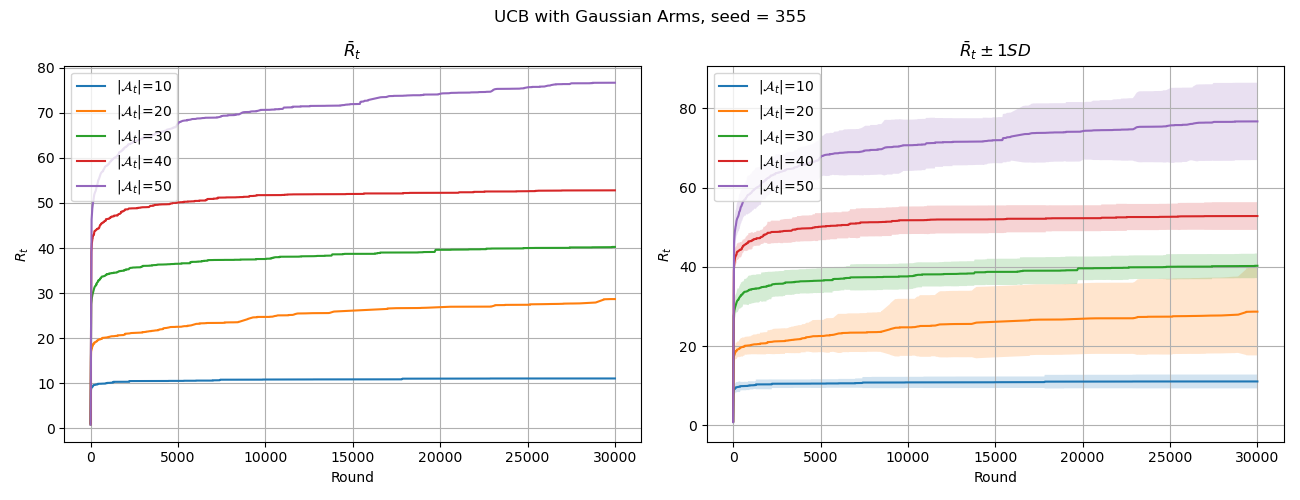 UCB with Gaussian Arms, seed = 355
R̄ₜ
80
70
60
50
40
30
20
10
0
Rₜ
|𝒜ₜ|=10
|𝒜ₜ|=20
|𝒜ₜ|=30
|𝒜ₜ|=40
|𝒜ₜ|=50
0 5000 10000 15000 20000 25000 30000
Round
R̄ₜ ± 1SD
80
60
40
20
0
Rₜ
|𝒜ₜ|=10
|𝒜ₜ|=20
|𝒜ₜ|=30
|𝒜ₜ|=40
|𝒜ₜ|=50
0 5000 10000 15000 20000 25000 30000
Round